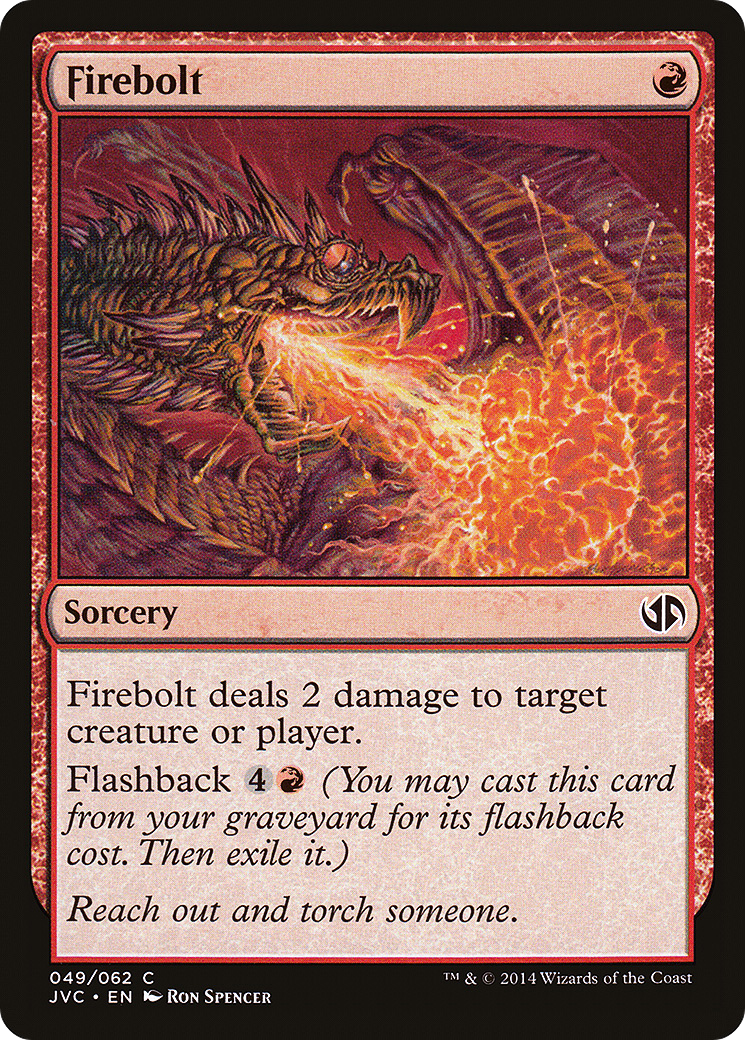 Firebolt
Sorcery
Firebolt deals 2 damage to target
creature or player.
Flashback 4 (You may cast this card
from your graveyard for its flashback
cost. Then exile it.)
Reach out and torch someone.
049/062 C
™ & © 2014 Wizards of the Coast
JVC • EN Ron Spencer